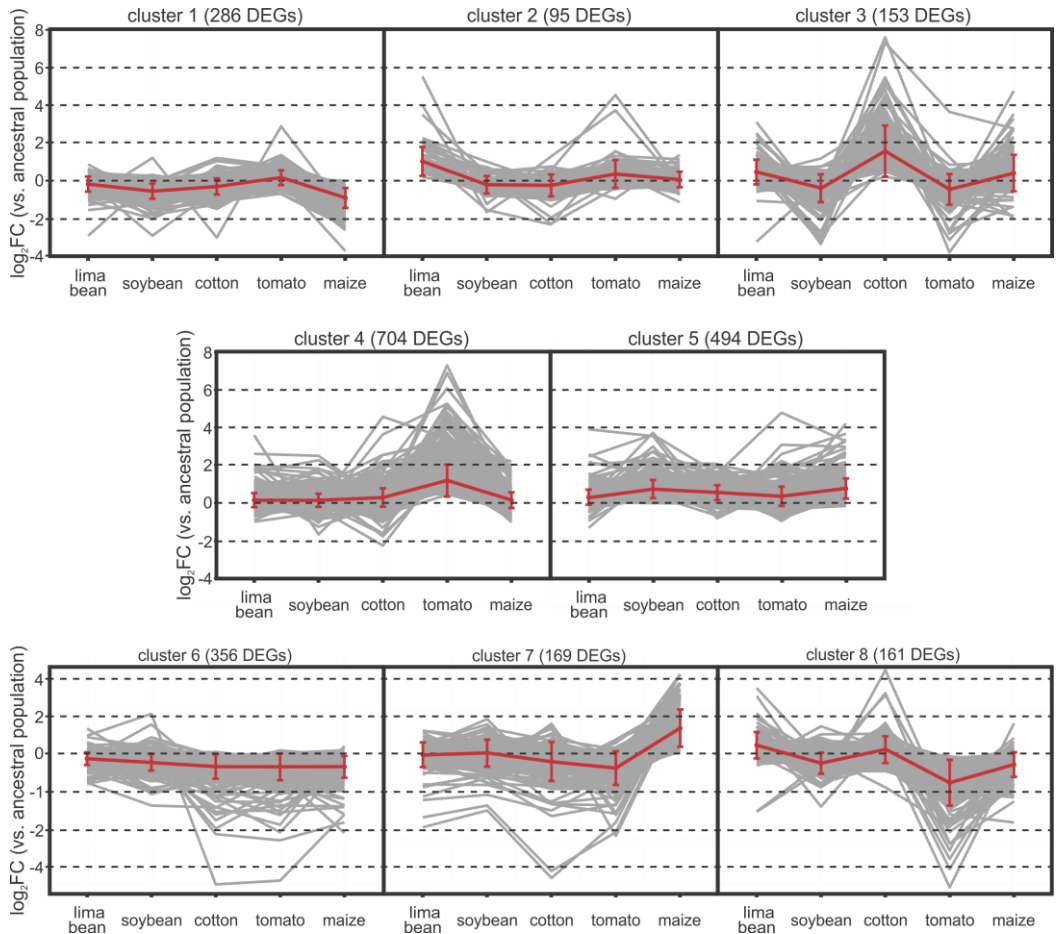 cluster 1 (286 DEGs) cluster 2 (95 DEGs) cluster 3 (153 DEGs)
log₂FC (vs. ancestral population)
8
6
4
2
0
-2
-4
lima bean soybean cotton tomato maize lima bean soybean cotton tomato maize lima bean soybean cotton tomato maize
cluster 4 (704 DEGs) cluster 5 (494 DEGs)
log₂FC (vs. ancestral population)
8
6
4
2
0
-2
-4
lima bean soybean cotton tomato maize lima bean soybean cotton tomato maize
cluster 6 (356 DEGs) cluster 7 (169 DEGs) cluster 8 (161 DEGs)
log₂FC (vs. ancestral population)
4
2
0
-1
-2
-4
lima bean soybean cotton tomato maize lima bean soybean cotton tomato maize lima bean soybean cotton tomato maize